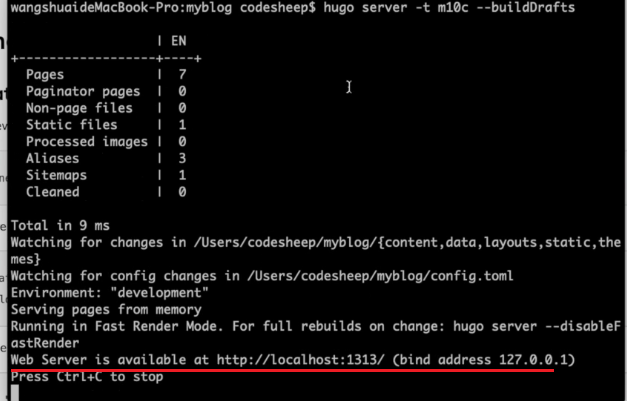 wangshuaideMacBook-Pro:myblog codesheep$ hugo server -t m10c --buildDrafts
| EN
+------------------+----+
Pages | 7
Paginator pages | 0
Non-page files | 0
Static files | 1
Processed images | 0
Aliases | 3
Sitemaps | 1
Cleaned | 0
Total in 9 ms
Watching for changes in /Users/codesheep/myblog/{content,data,layouts,static,the
mes}
Watching for config changes in /Users/codesheep/myblog/config.toml
Environment: "development"
Serving pages from memory
Running in Fast Render Mode. For full rebuilds on change: hugo server --disableF
astRender
Web Server is available at http://localhost:1313/ (bind address 127.0.0.1)
Press Ctrl+C to stop